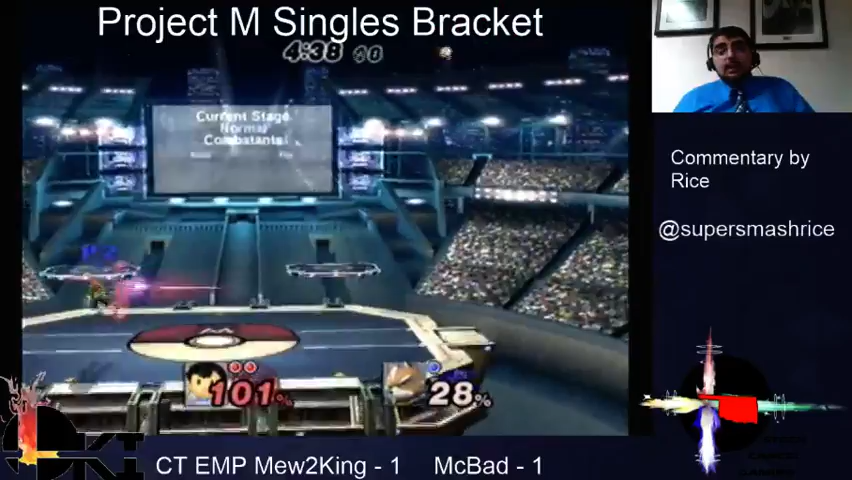 Project M Singles Bracket
4:38
Current Stage
Normal
Combatants
P2
101%
28%
Commentary by
Rice
@supersmashrice
CT EMP Mew2King - 1 McBad - 1